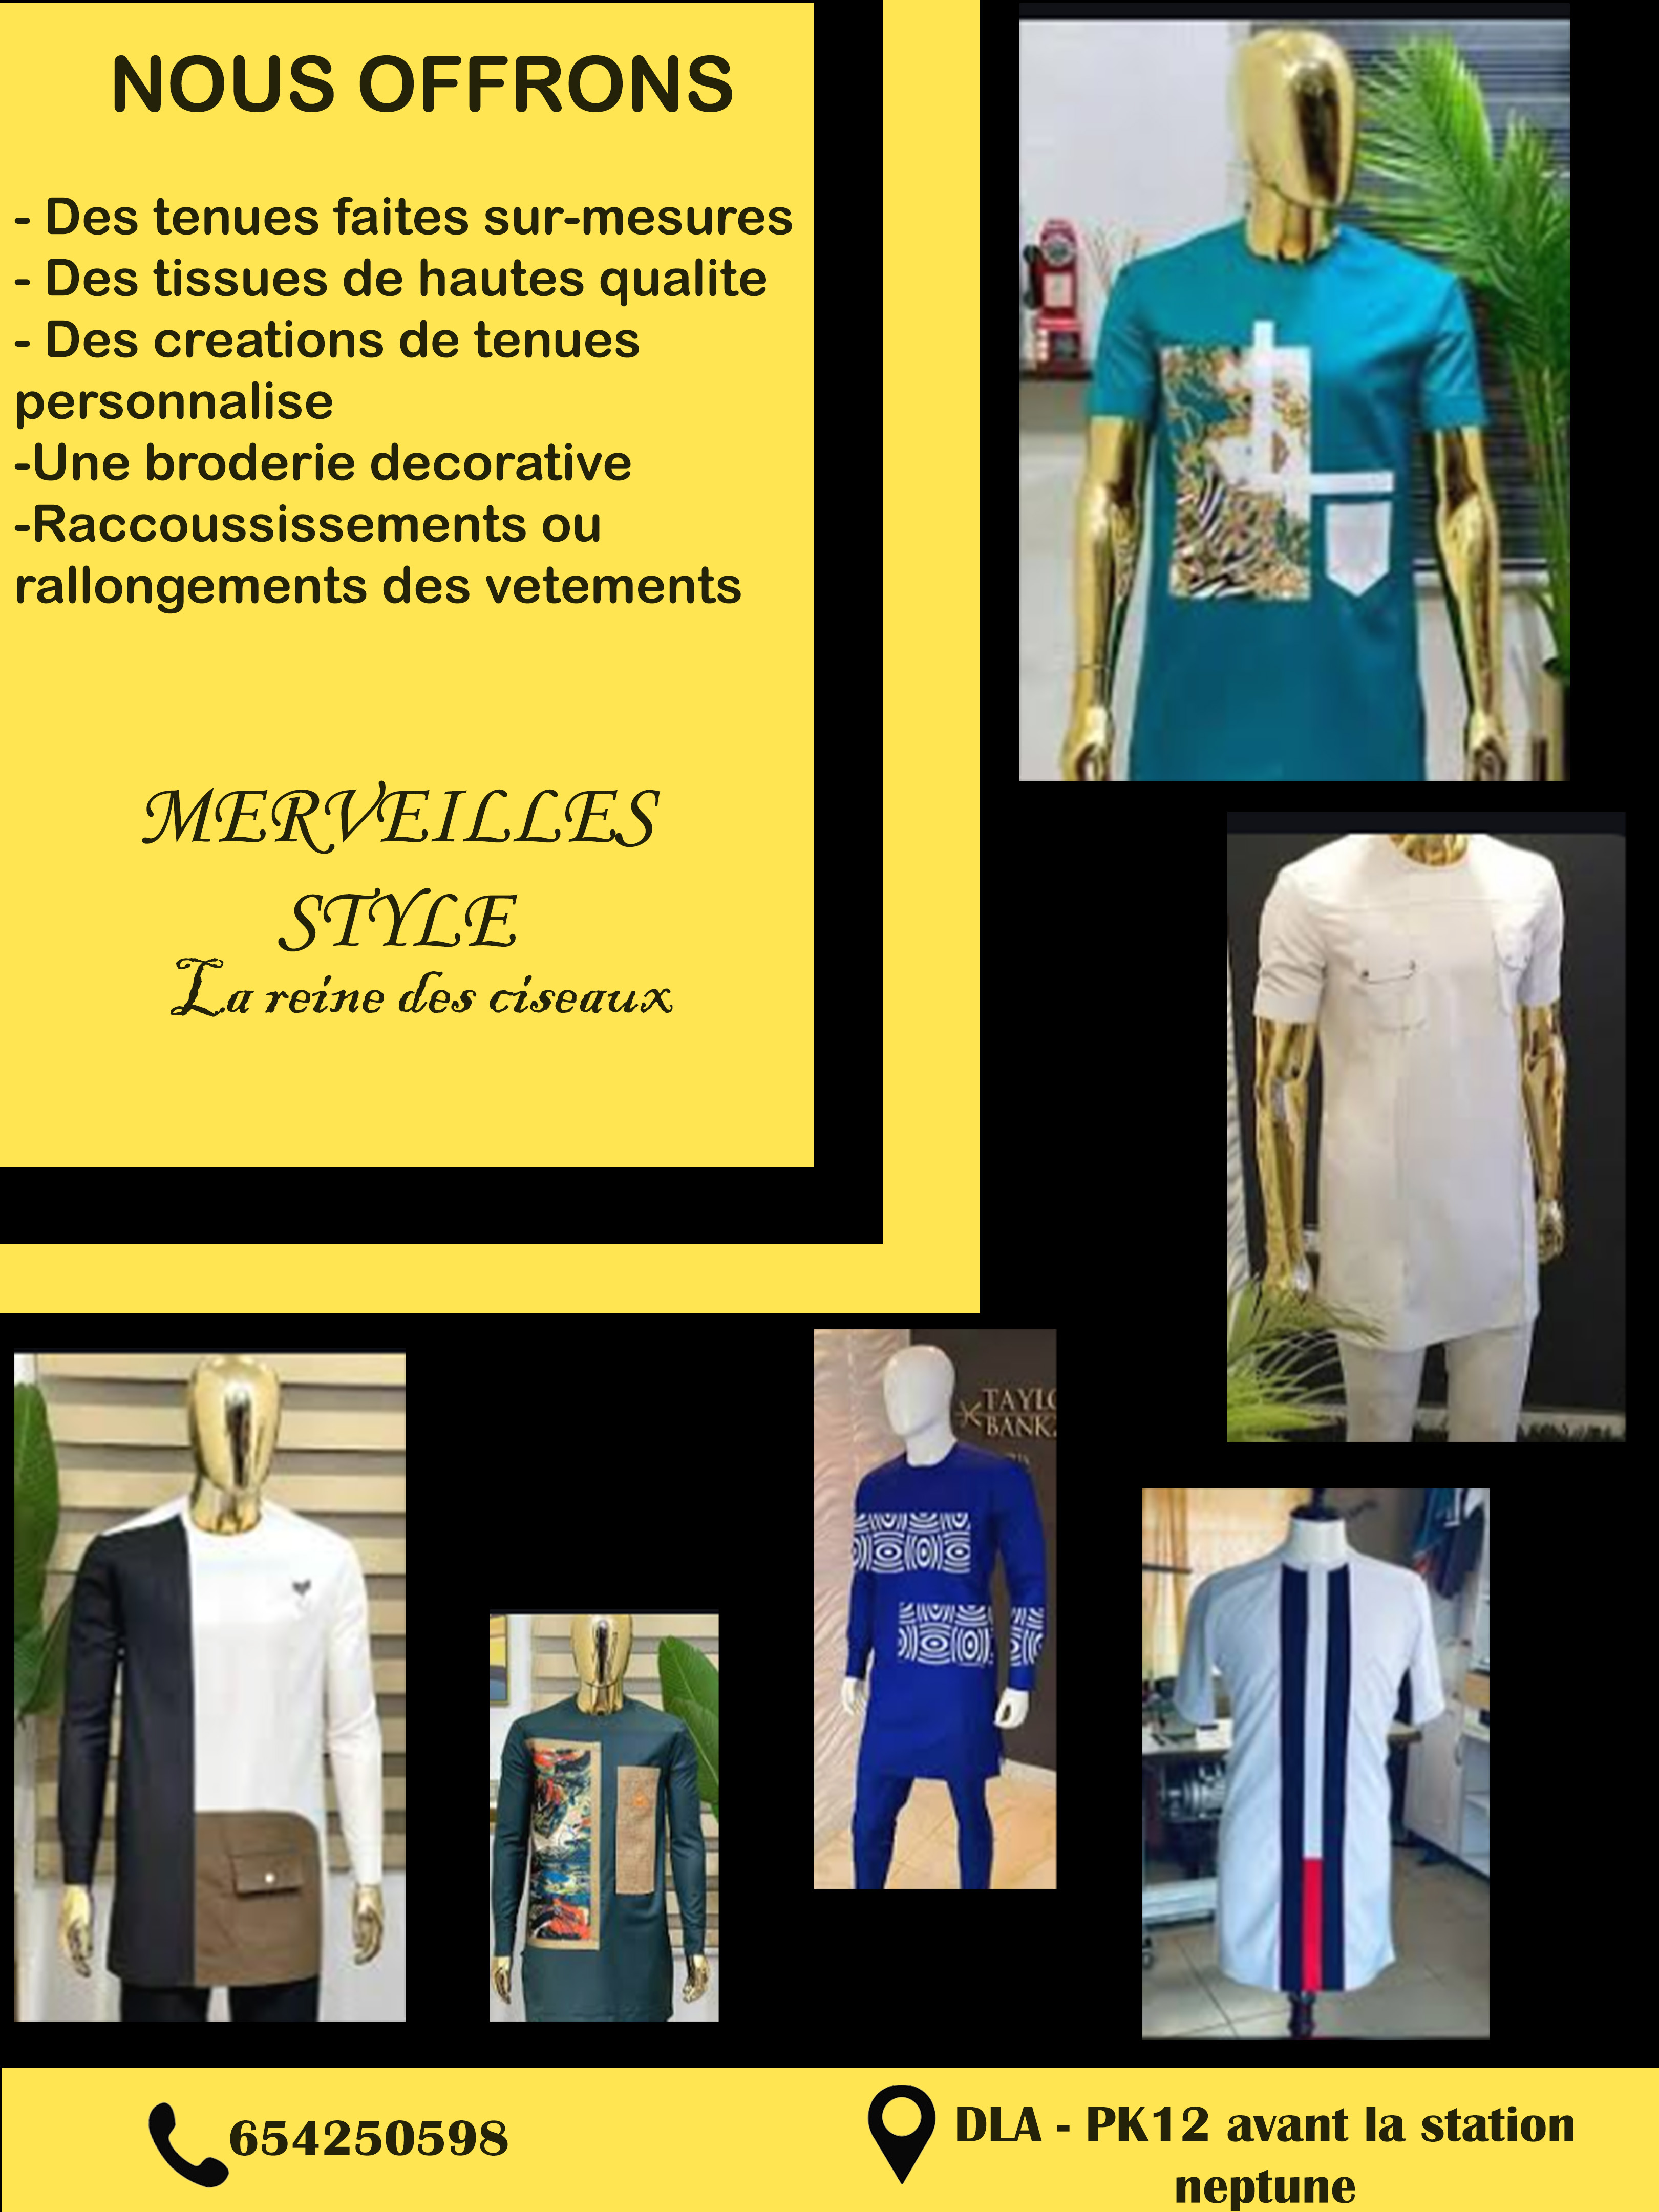 NOUS OFFRONS
- Des tenues faites sur-mesures
- Des tissues de hautes qualite
- Des creations de tenues
personnalise
-Une broderie decorative
-Raccoussissements ou
rallongements des vetements
MERVEILLES
STYLE
La reine des ciseaux
654250598
DLA - PK12 avant la station
neptune